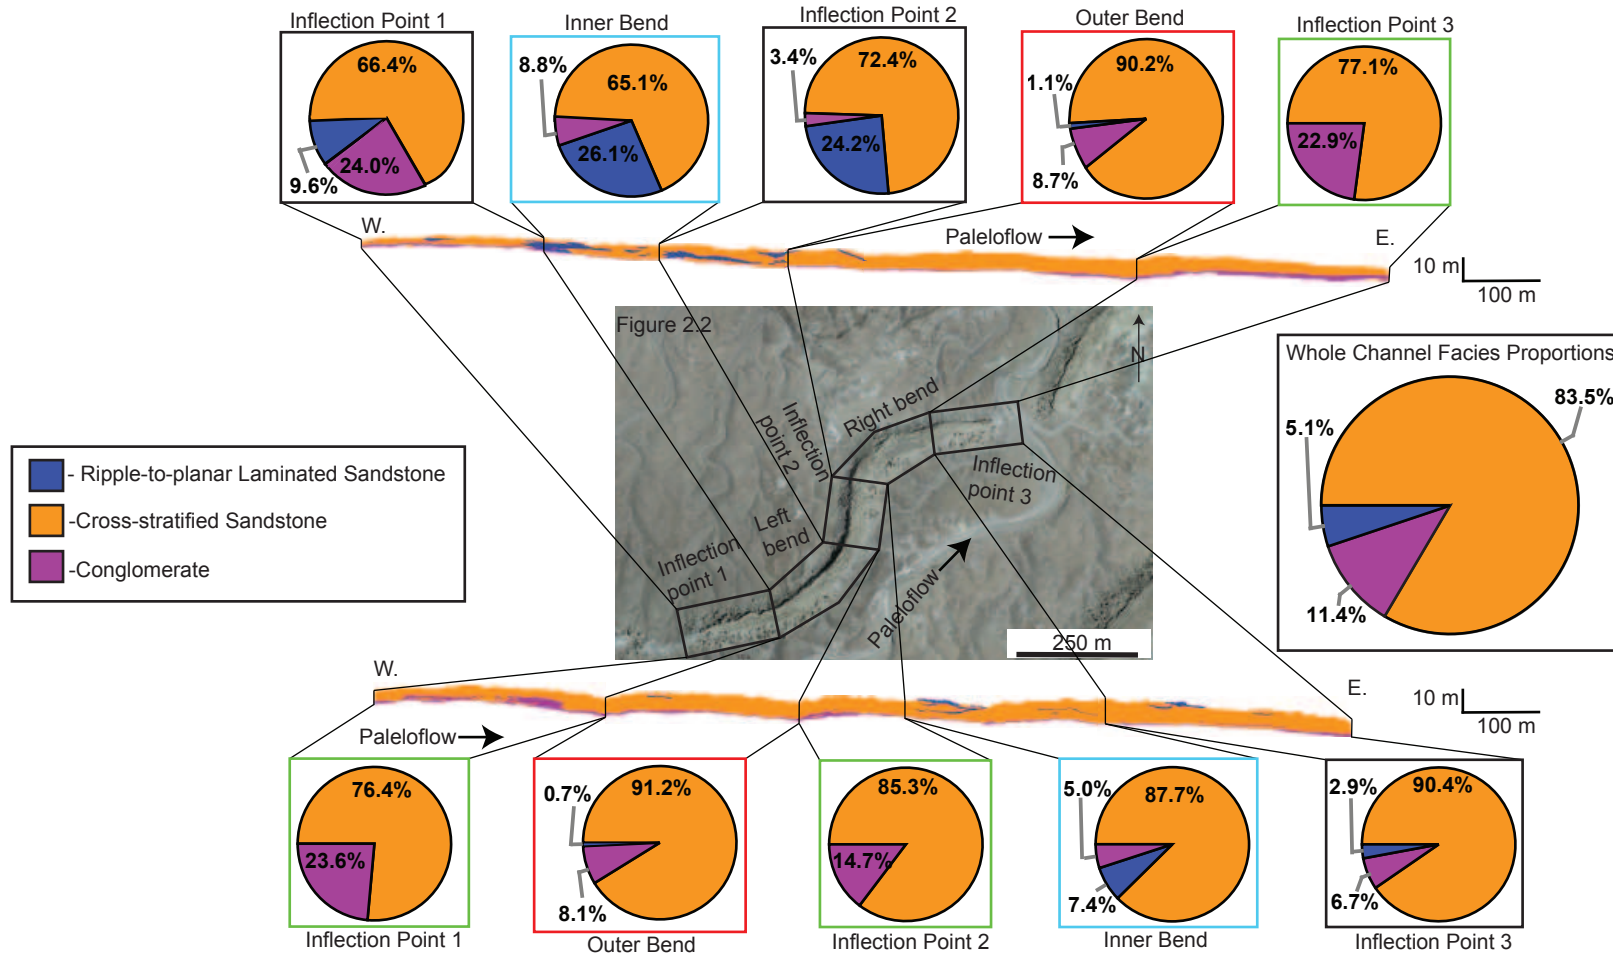 Inflection Point 1
Inner Bend
Inflection Point 2
Outer Bend
Inflection Point 3
66.4%
9.6%
24.0%
8.8%
65.1%
26.1%
3.4%
72.4%
24.2%
1.1%
90.2%
8.7%
77.1%
22.9%
W.
Paleloflow
E.
10 m
100 m
Figure 2.2
N
Right bend
Inflection
point 2
Left
bend
Inflection
point 1
Inflection
point 3
Paleloflow
250 m
- Ripple-to-planar Laminated Sandstone
-Cross-stratified Sandstone
-Conglomerate
Whole Channel Facies Proportions
83.5%
5.1%
11.4%
W.
E.
Paleloflow
10 m
100 m
76.4%
23.6%
0.7%
91.2%
8.1%
85.3%
14.7%
5.0%
87.7%
7.4%
2.9%
90.4%
6.7%
Inflection Point 1
Outer Bend
Inflection Point 2
Inner Bend
Inflection Point 3